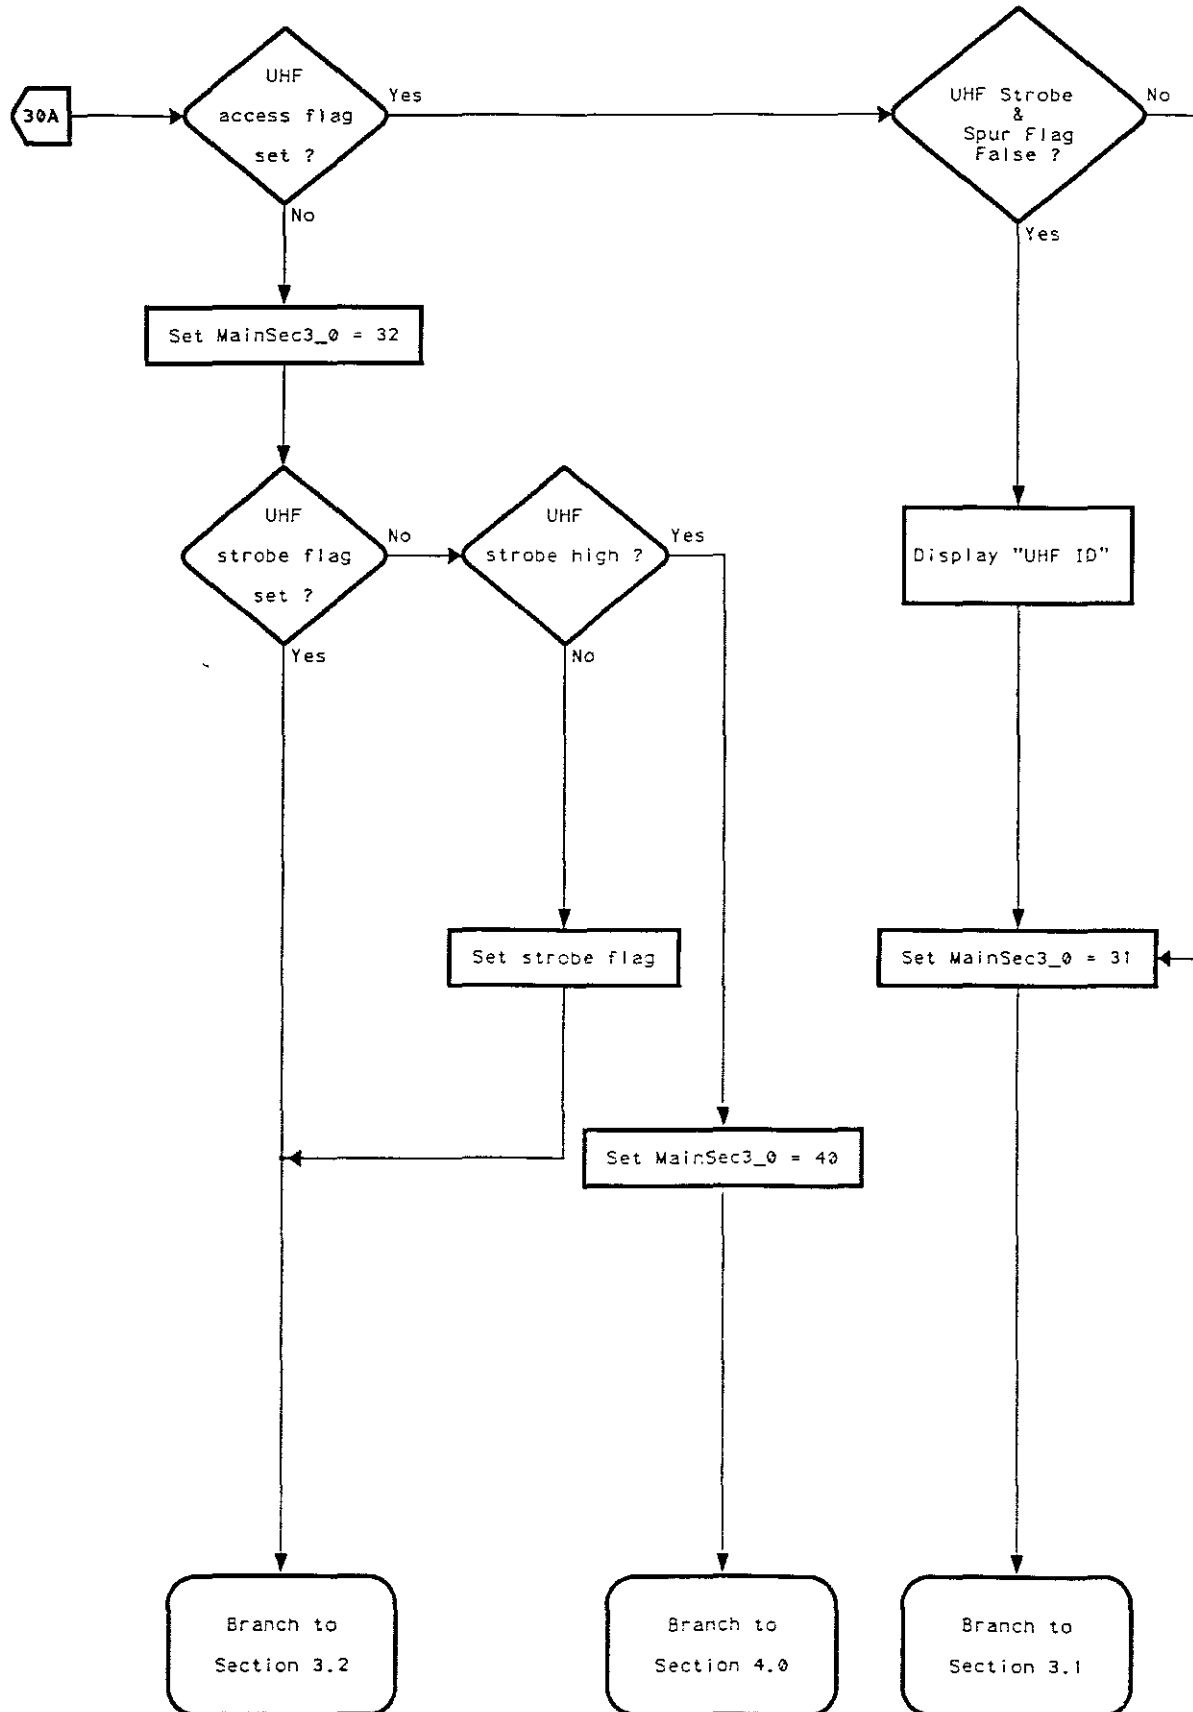 30A
UHF
access flag
set ?
Yes
No
UHF Strobe
&
Spur Flag
False ?
No
Yes
Set MainSec3_0 = 32
UHF
strobe flag
set ?
No
Yes
UHF
strobe high ?
Yes
No
Display "UHF ID"
Set strobe flag
Set MainSec3_0 = 31
Set MainSec3_0 = 40
Branch to
Section 3.2
Branch to
Section 4.0
Branch to
Section 3.1